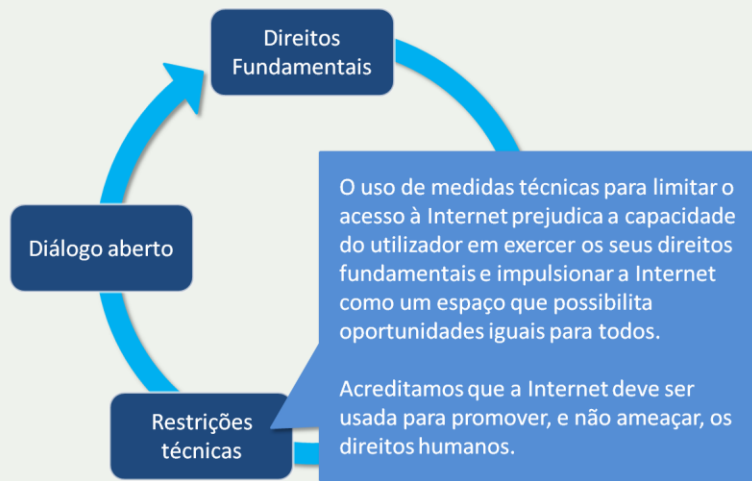 Direitos
Fundamentais
O uso de medidas técnicas para limitar o
acesso à Internet prejudica a capacidade
do utilizador em exercer os seus direitos
fundamentais e impulsionar a Internet
como um espaço que possibilita
oportunidades iguais para todos.
Acreditamos que a Internet deve ser
usada para promover, e não ameaçar, os
direitos humanos.
Diálogo aberto
Restrições
técnicas